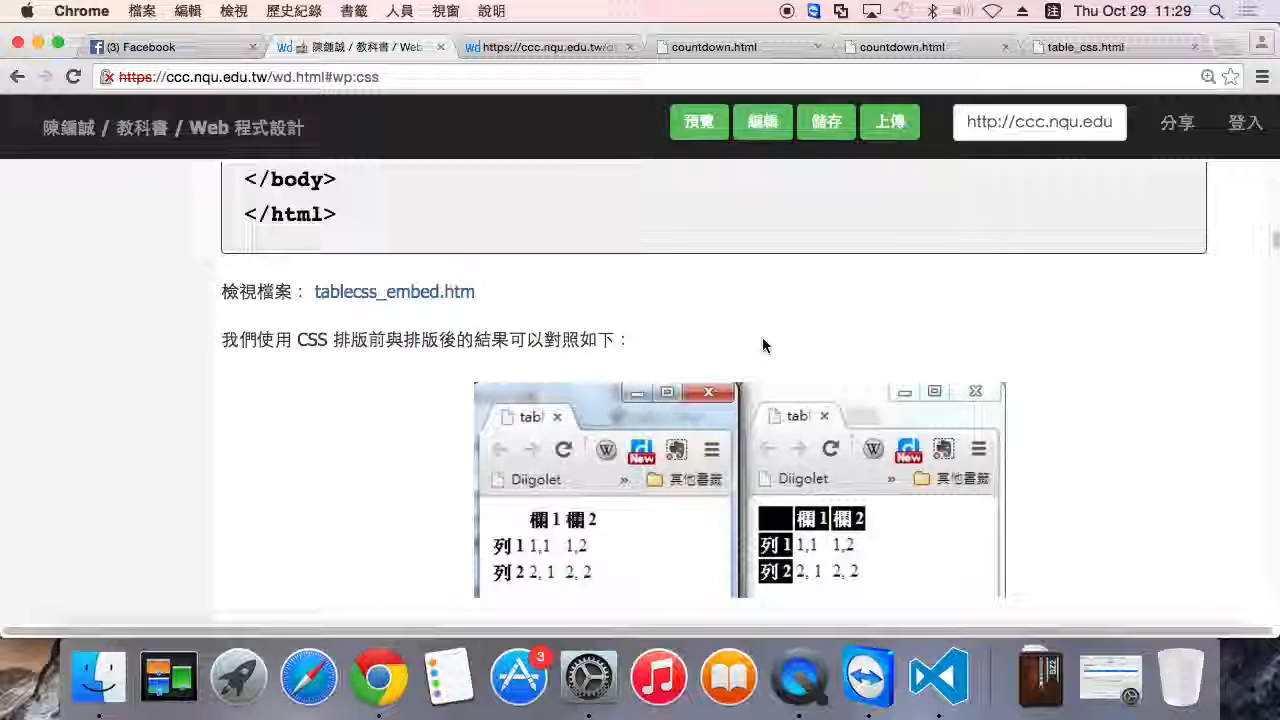 Chrome 檔案 編輯 檢視 歷史紀錄 書籤 人員 視窗 說明 注 Thu Oct 29 11:29
(3) Facebook
陳鍾誠 / 教科書 / Web
https://ccc.nqu.edu.tw/
countdown.html
countdown.html
table_css.html
https://ccc.nqu.edu.tw/wd.html#wp:css
陳鍾誠 / 教科書 / Web 程式設計 預覽 編輯 儲存 上傳 http://ccc.nqu.edu 分享 登入
</body>
</html>
檢視檔案： tablecss_embed.htm
我們使用 CSS 排版前與排版後的結果可以對照如下：
tabl
New
Diigolet » 其他書籤
欄 1 欄 2
列 1 1,1 1,2
列 2 2, 1 2, 2
tabl
New
Diigolet » 其他書籤
欄 1 欄 2
列 1 1,1 1,2
列 2 2, 1 2, 2
3